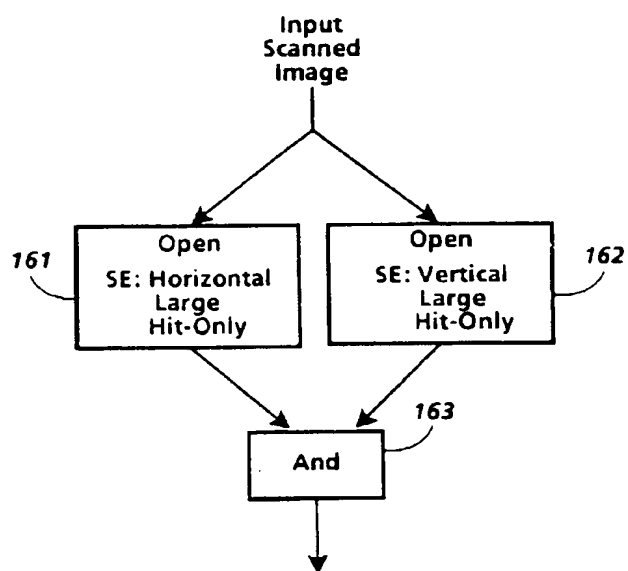 Input
Scanned
Image
161
Open
SE: Horizontal
Large
Hit-Only
Open
SE: Vertical
Large
Hit-Only
162
163
And